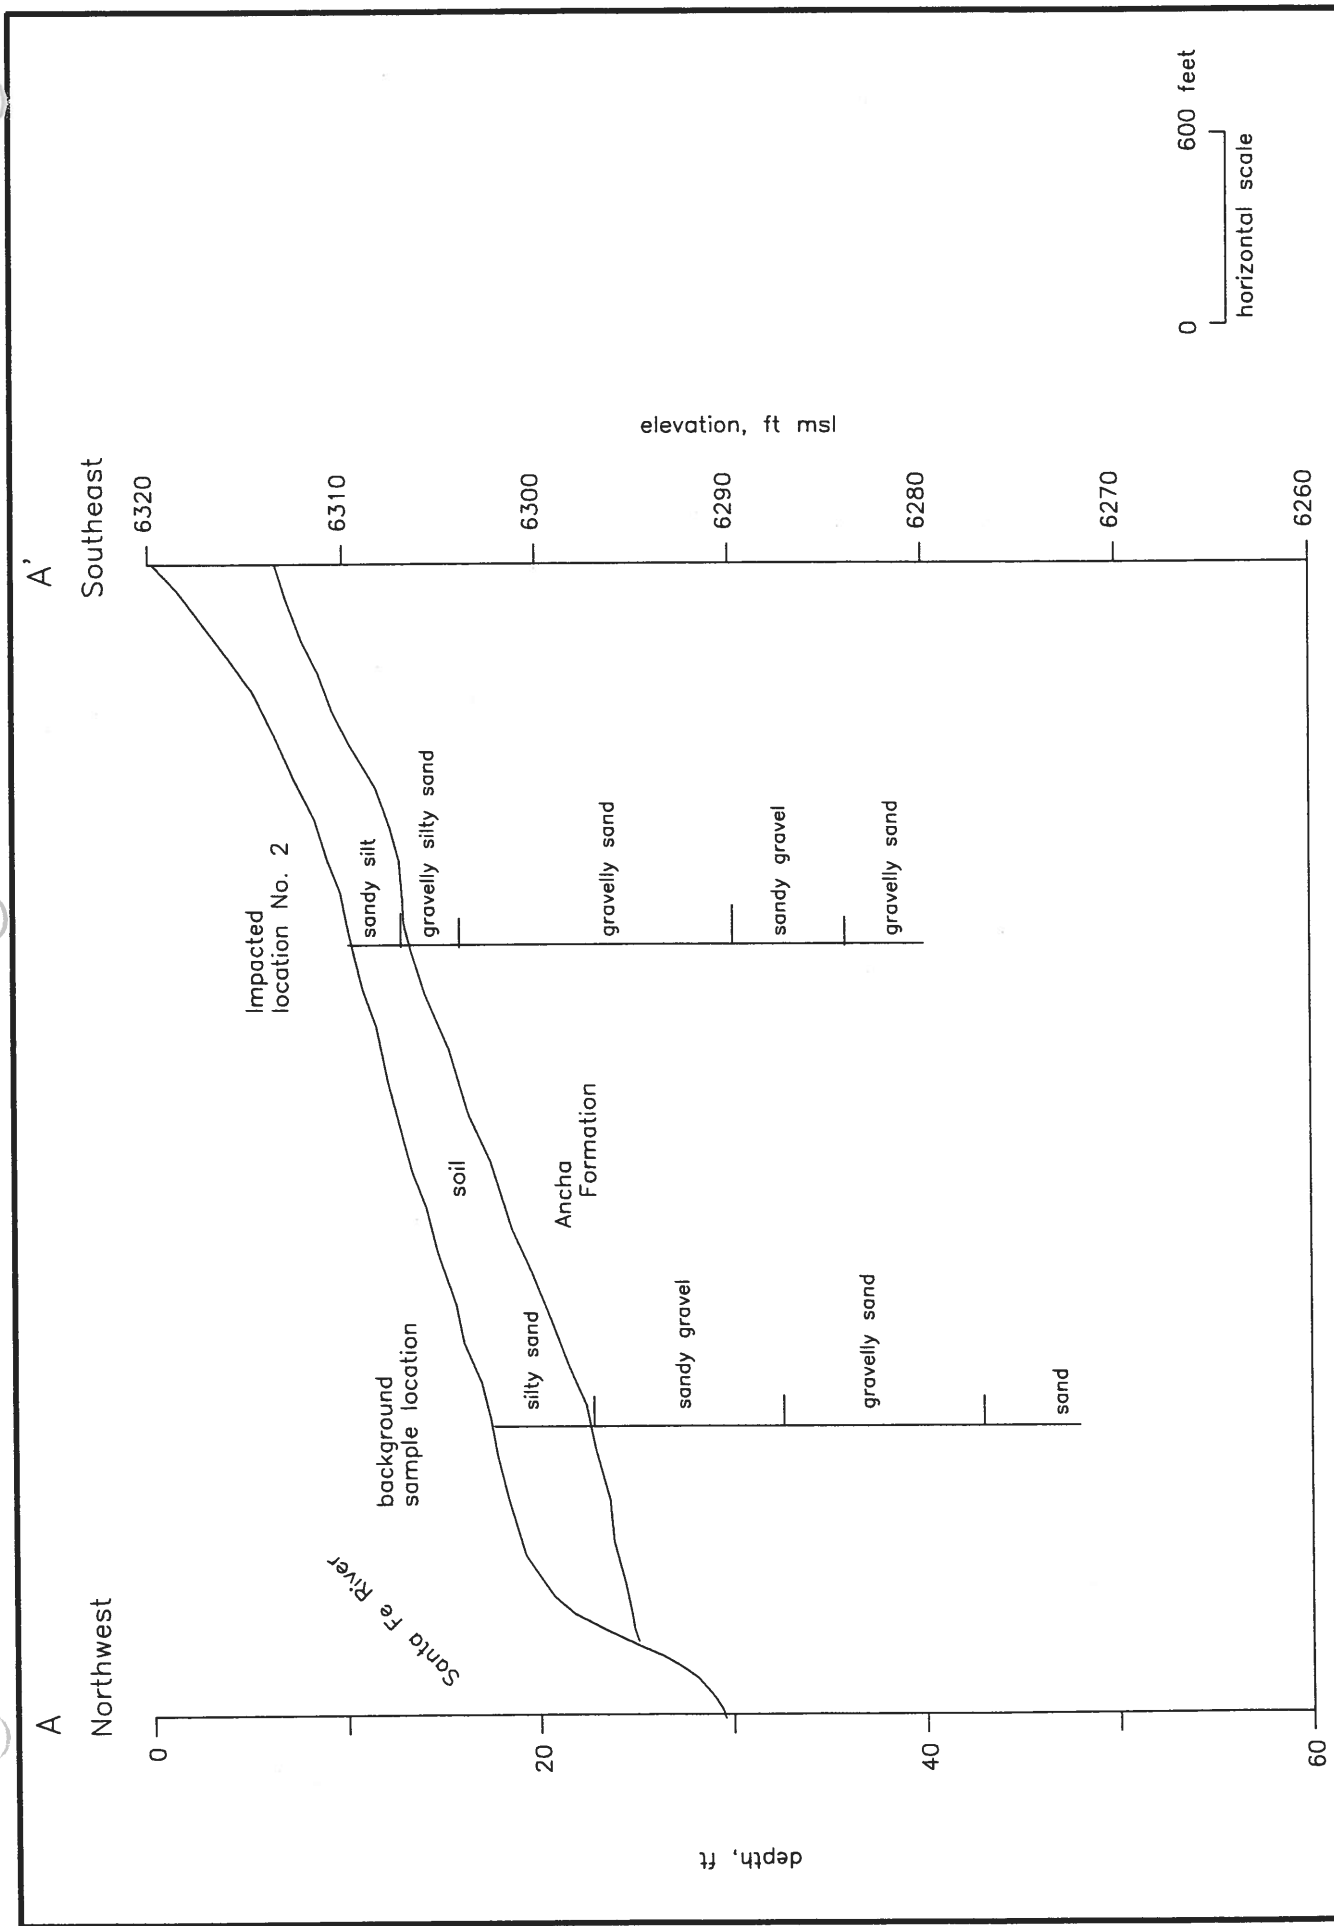 A
Northwest
A'
Southeast
Santa Fe River
background
sample location
Impacted
location No. 2
soil
Ancha
Formation
silty sand
sandy gravel
gravelly sand
sand
sandy silt
gravelly silty sand
gravelly sand
sandy gravel
gravelly sand
depth, ft
0
20
40
60
elevation, ft msl
6320
6310
6300
6290
6280
6270
6260
0
600 feet
horizontal scale